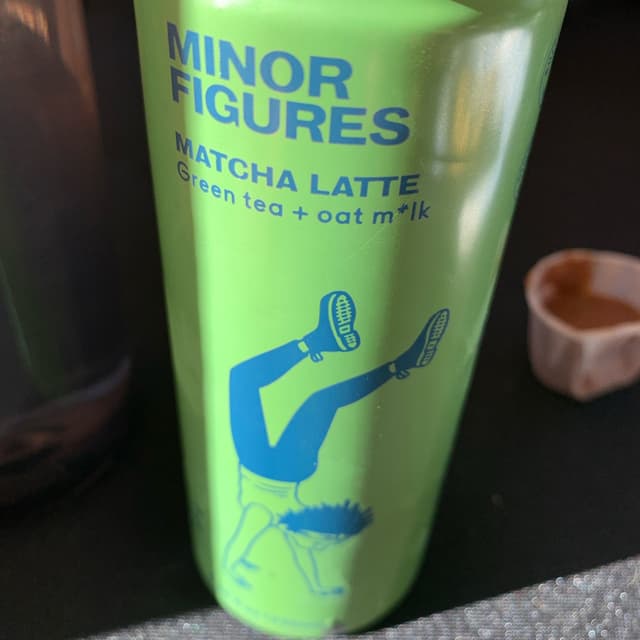 MINOR
FIGURES
MATCHA LATTE
Green tea + oat m*lk